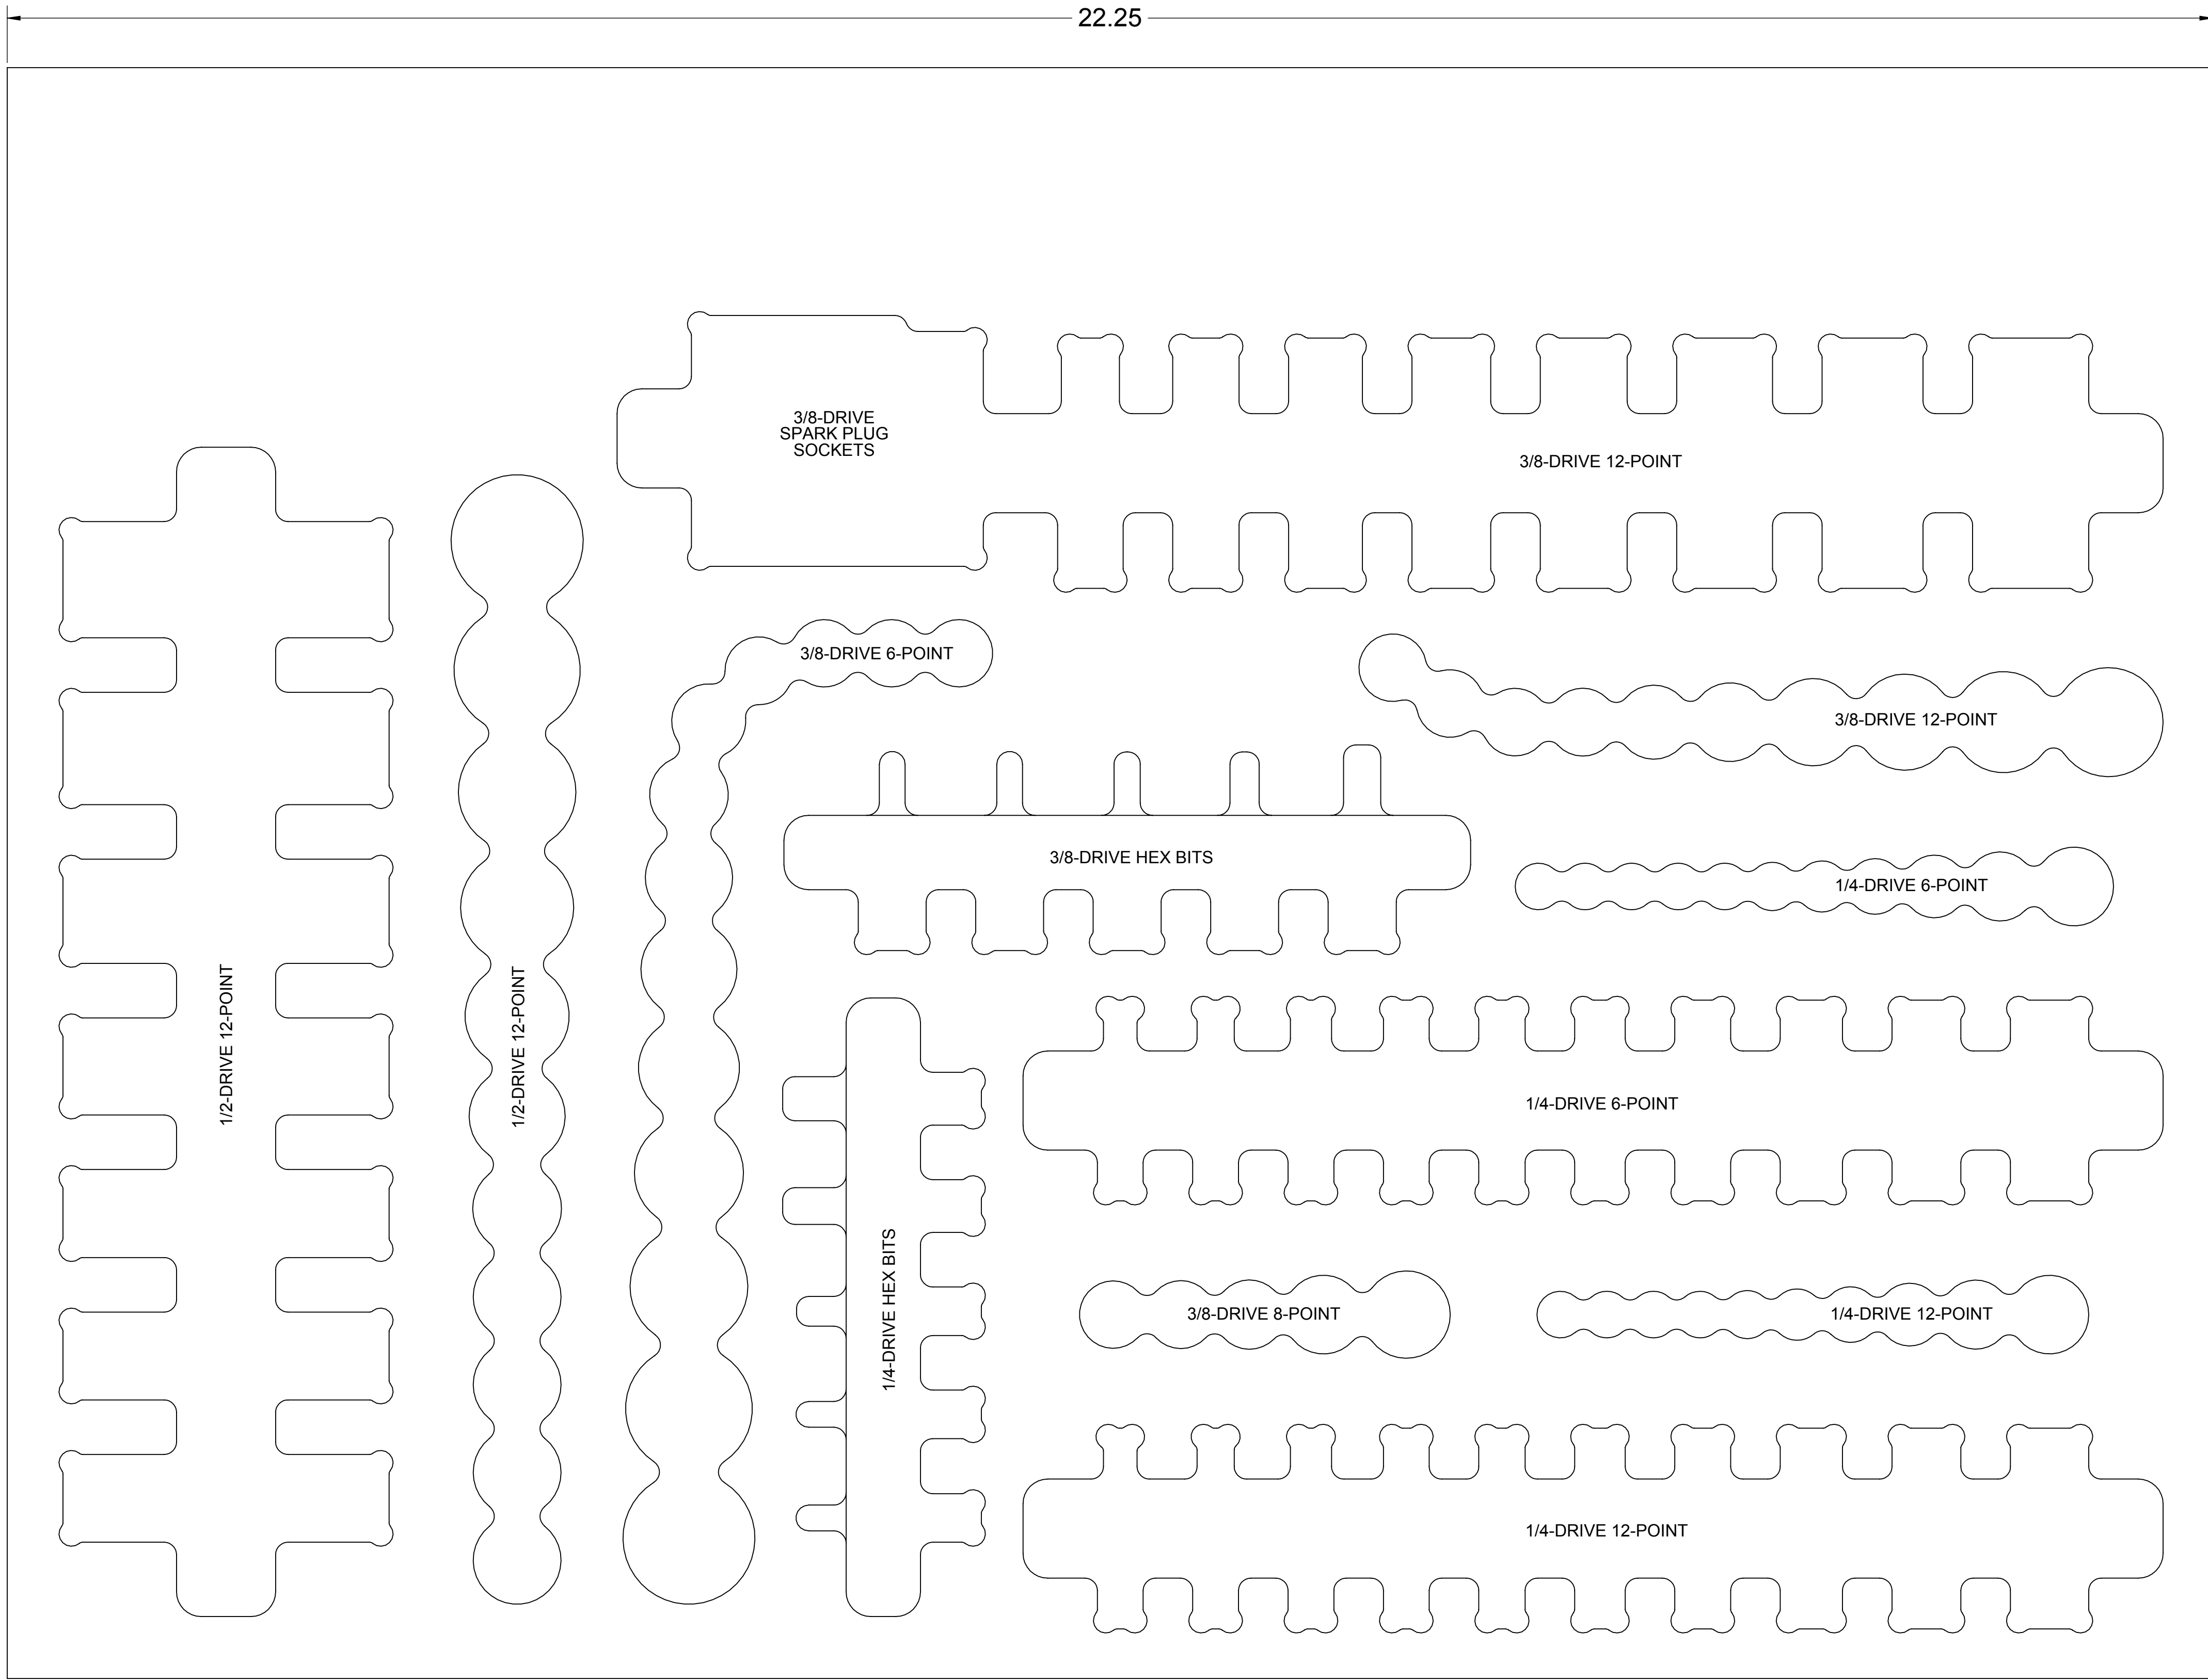 22.25
3/8-DRIVE
SPARK PLUG
SOCKETS
3/8-DRIVE 12-POINT
3/8-DRIVE 6-POINT
3/8-DRIVE 12-POINT
3/8-DRIVE HEX BITS
1/4-DRIVE 6-POINT
1/2-DRIVE 12-POINT
1/2-DRIVE 12-POINT
1/4-DRIVE 6-POINT
1/4-DRIVE HEX BITS
3/8-DRIVE 8-POINT
1/4-DRIVE 12-POINT
1/4-DRIVE 12-POINT